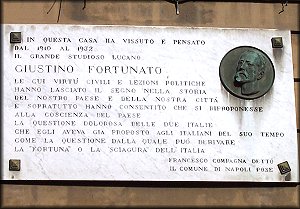 IN QUESTA CASA HA VISSUTO E PENSATO
DAL 1910 AL 1932
IL GRANDE STUDIOSO LUCANO
GIUSTINO FORTUNATO
LE CUI VIRTU' CIVILI E LEZIONI POLITICHE
HANNO LASCIATO IL SEGNO NELLA STORIA
DEL NOSTRO PAESE E DELLA NOSTRA CITTÀ
E SOPRATUTTO HANNO CONSENTITO CHE SI RIPROPONESSE
ALLA COSCIENZA DEL PAESE
LA QUESTIONE DOLOROSA DELLE DUE ITALIE
CHE EGLI AVEVA GIÀ PROPOSTO AGLI ITALIANI DEL SUO TEMPO
COME LA QUESTIONE DALLA QUALE PUÒ DERIVARE
LA "FORTUNA" O LA "SCIAGURA" DELL'ITALIA
FRANCESCO COMPAGNA DETTÒ
IL COMUNE DI NAPOLI POSE